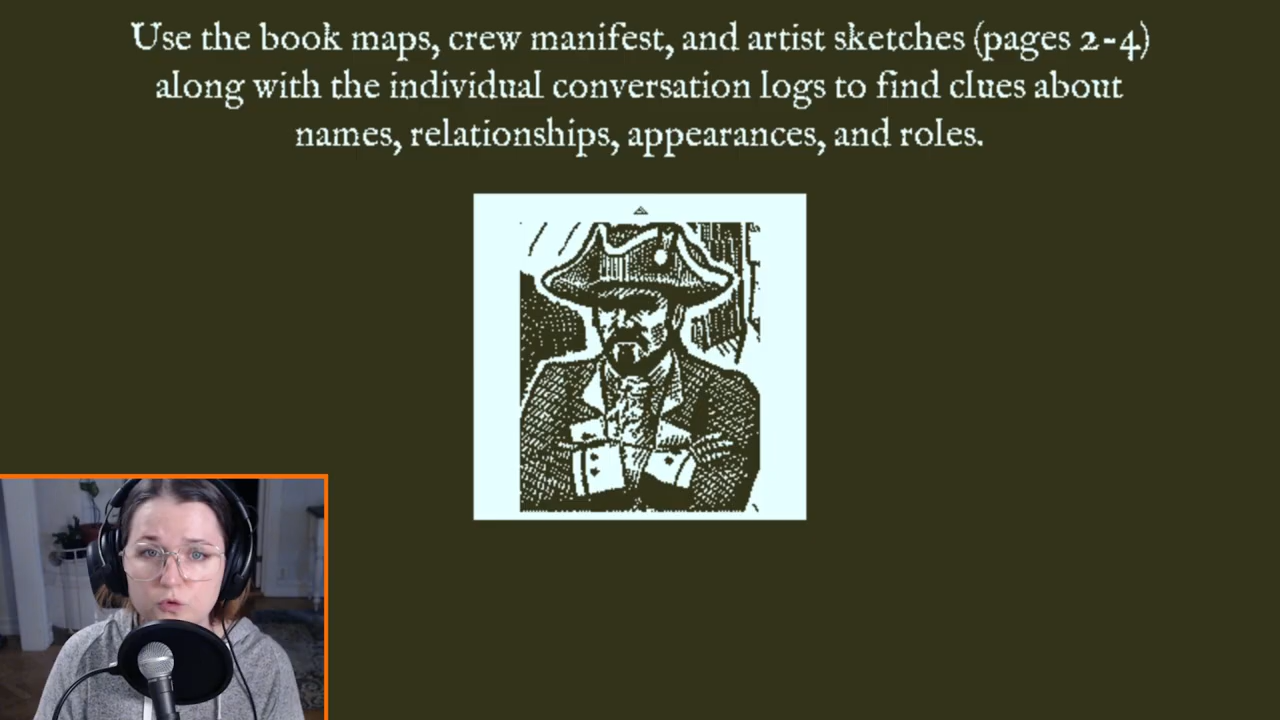 Use the book maps, crew manifest, and artist sketches (pages 2-4)
along with the individual conversation logs to find clues about
names, relationships, appearances, and roles.